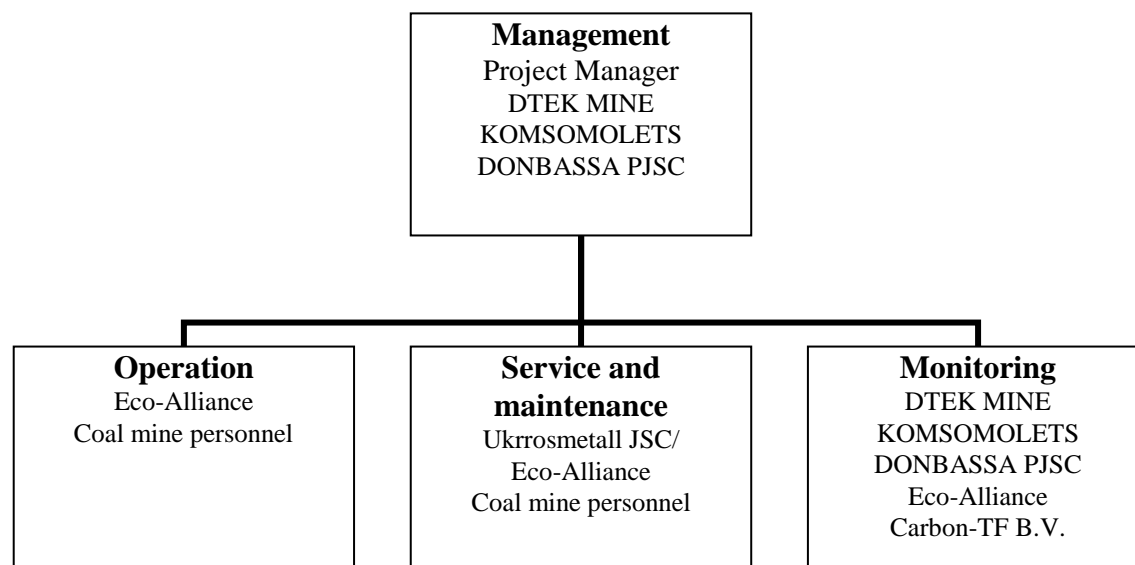 Management
Project Manager
DTEK MINE
KOMSOMOLETS
DONBASSA PJSC
Operation
Eco-Alliance
Coal mine personnel
Service and
maintenance
Ukrrosmetall JSC/
Eco-Alliance
Coal mine personnel
Monitoring
DTEK MINE
KOMSOMOLETS
DONBASSA PJSC
Eco-Alliance
Carbon-TF B.V.